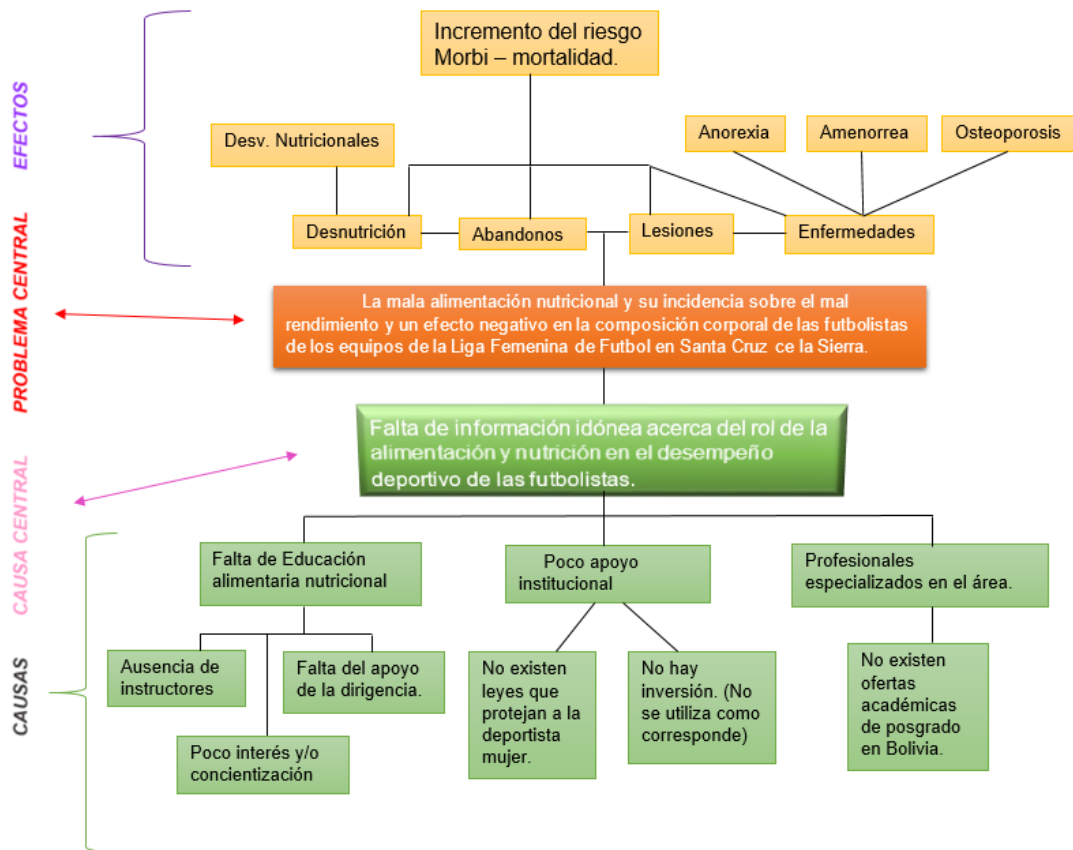 Incremento del riesgo
Morbi – mortalidad.
EFECTOS
Desv. Nutricionales
Anorexia
Amenorrea
Osteoporosis
Desnutrición
Abandonos
Lesiones
Enfermedades
PROBLEMA CENTRAL
La mala alimentación nutricional y su incidencia sobre el mal
rendimiento y un efecto negativo en la composición corporal de las futbolistas
de los equipos de la Liga Femenina de Futbol en Santa Cruz ce la Sierra.
CAUSA CENTRAL
Falta de información idónea acerca del rol de la
alimentación y nutrición en el desempeño
deportivo de las futbolistas.
CAUSAS
Falta de Educación
alimentaria nutricional
Poco apoyo
institucional
Profesionales
especializados en el área.
Ausencia de
instructores
Falta del apoyo
de la dirigencia.
Poco interés y/o
concientización
No existen
leyes que
protejan a la
deportista
mujer.
No hay
inversión. (No
se utiliza como
corresponde)
No existen
ofertas
académicas
de posgrado
en Bolivia.